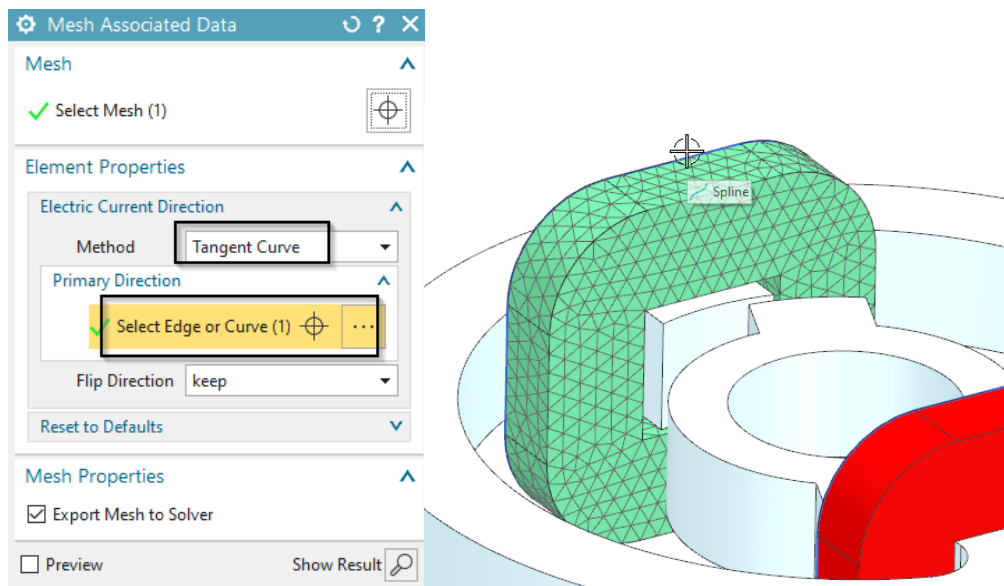 Mesh Associated Data
Mesh
Select Mesh (1)
Element Properties
Electric Current Direction
Method Tangent Curve
Primary Direction
Select Edge or Curve (1) ...
Flip Direction keep
Reset to Defaults
Mesh Properties
Export Mesh to Solver
Preview Show Result
Spline